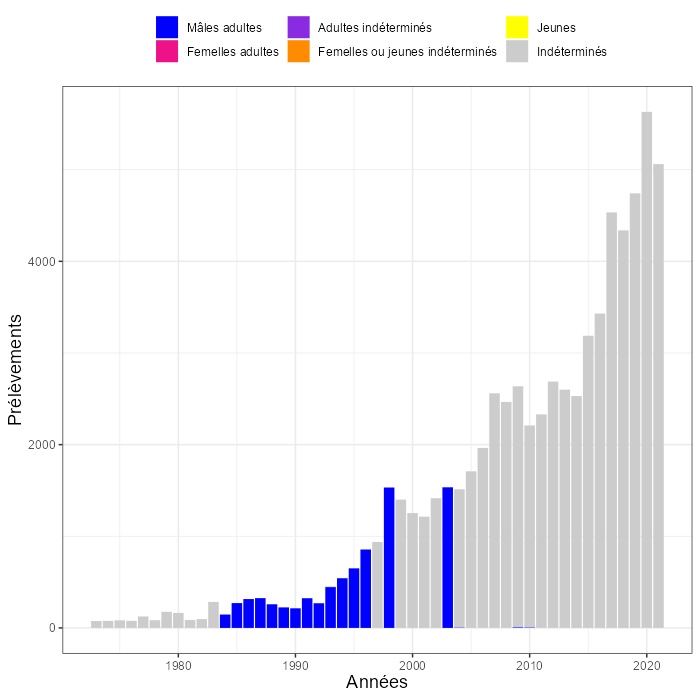 Mâles adultes Adultes indéterminés Jeunes
Femelles adultes Femelles ou jeunes indéterminés Indéterminés
4000
2000
0
Prélèvements
1980 1990 2000 2010 2020
Années